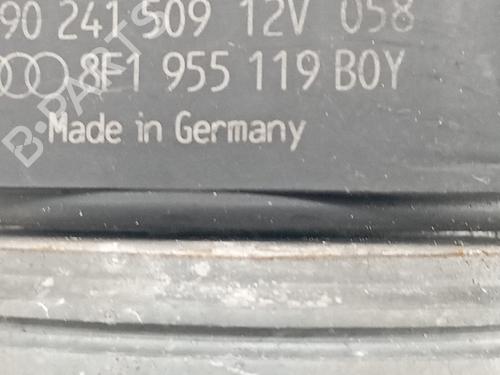 90 241 509 12V 058
8F1 955 119 B0Y
Made in Germany
B-PARTS